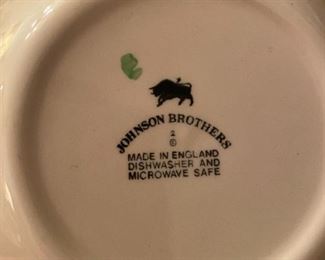 JOHNSON BROTHERS
2
©
MADE IN ENGLAND
DISHWASHER AND
MICROWAVE SAFE